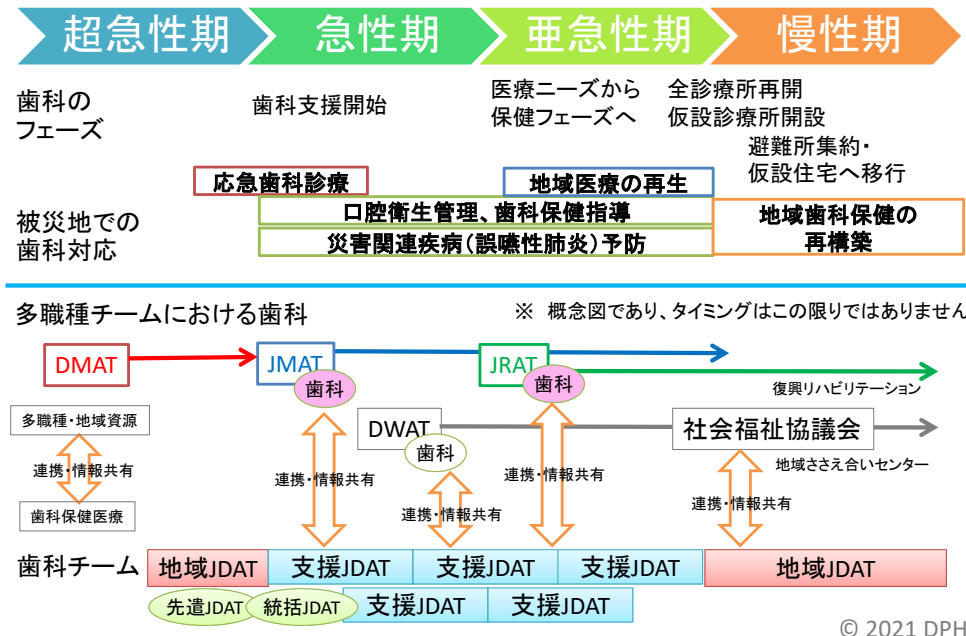 超急性期
急性期
亜急性期
慢性期
歯科の
フェーズ
歯科支援開始
医療ニーズから
保健フェーズへ
全診療所再開
仮設診療所開設
避難所集約・
仮設住宅へ移行
被災地での
歯科対応
応急歯科診療
地域医療の再生
口腔衛生管理、歯科保健指導
災害関連疾病(誤嚥性肺炎)予防
地域歯科保健の
再構築
多職種チームにおける歯科
※ 概念図であり、タイミングはこの限りではありません
DMAT
JMAT
歯科
JRAT
歯科
復興リハビリテーション
多職種・地域資源
連携・情報共有
歯科保健医療
DWAT
歯科
社会福祉協議会
地域ささえ合いセンター
連携・情報共有
連携・情報共有
連携・情報共有
連携・情報共有
歯科チーム
地域JDAT
支援JDAT
支援JDAT
支援JDAT
地域JDAT
先遣JDAT
統括JDAT
支援JDAT
支援JDAT
© 2021 DPH